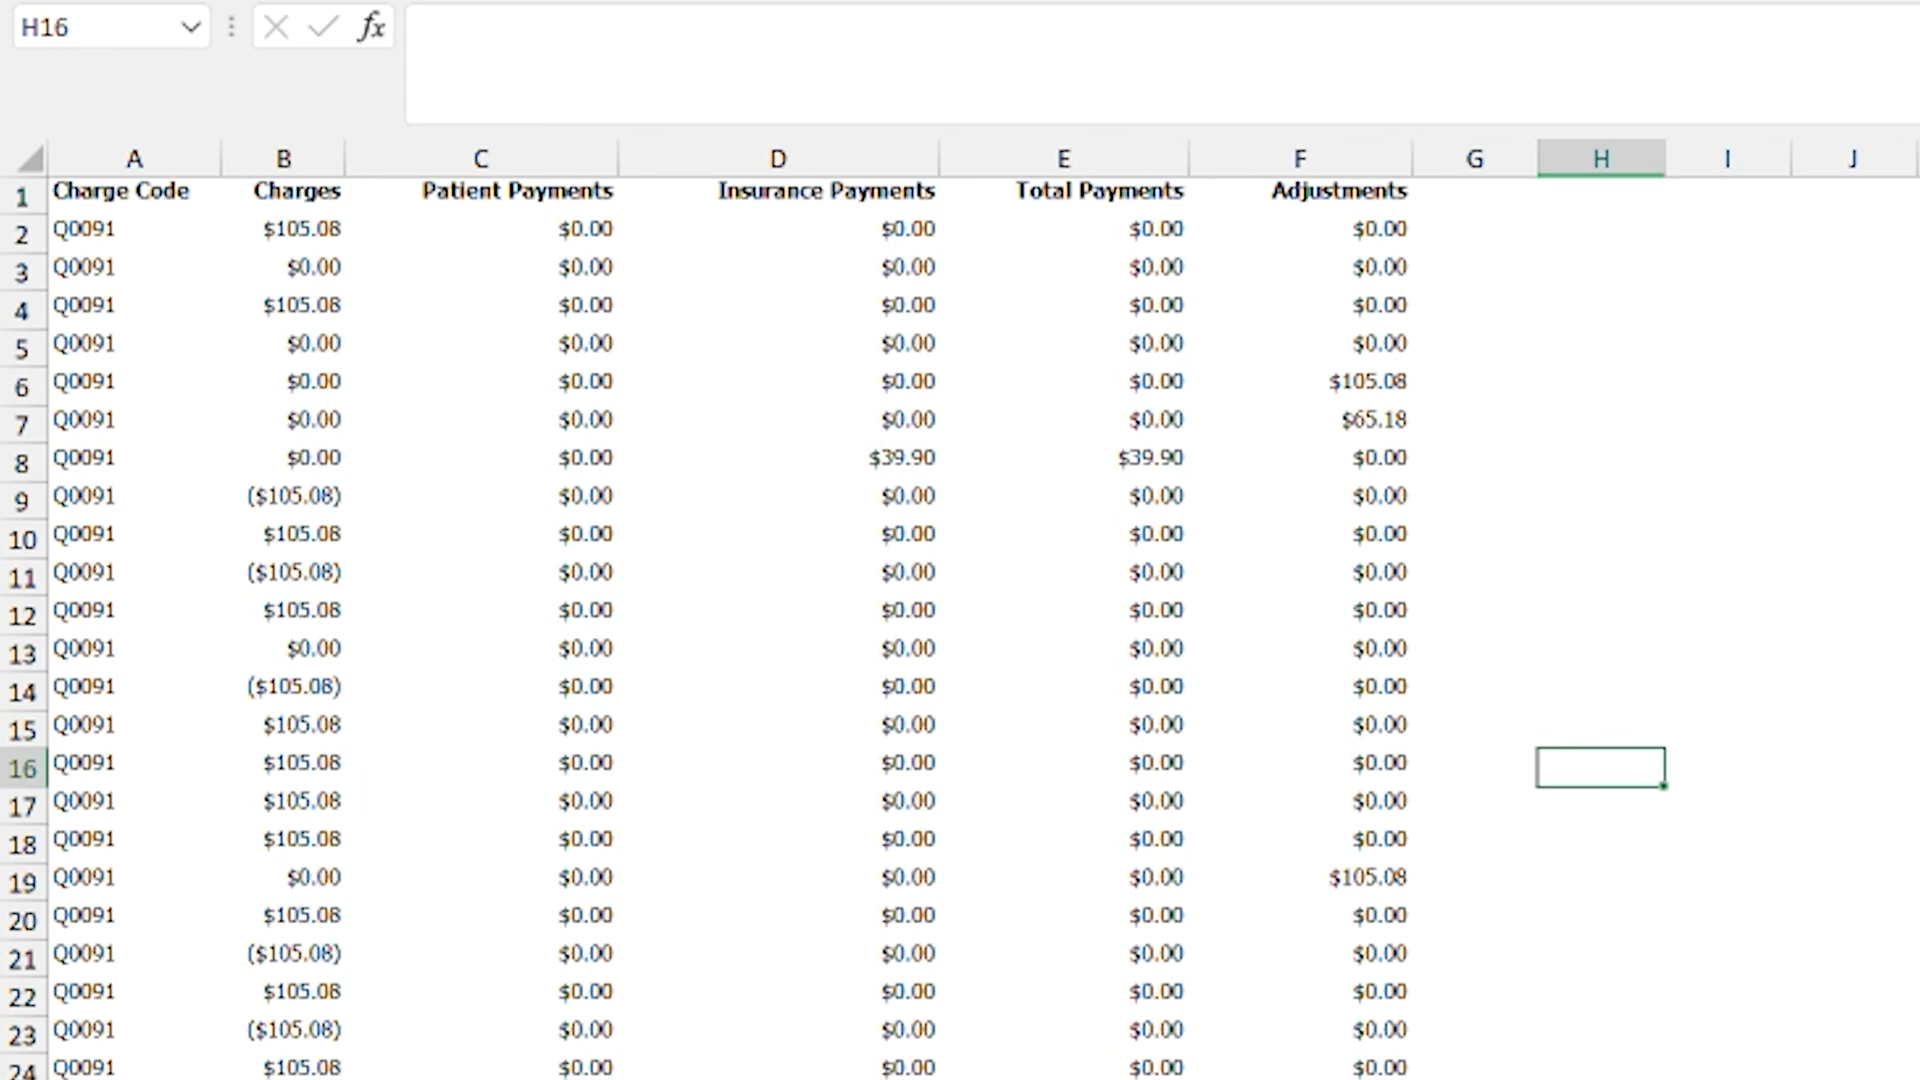 H16 fx
A B C D E F G H I J
1 Charge Code Charges Patient Payments Insurance Payments Total Payments Adjustments
2 Q0091 $105.08 $0.00 $0.00 $0.00 $0.00
3 Q0091 $0.00 $0.00 $0.00 $0.00 $0.00
4 Q0091 $105.08 $0.00 $0.00 $0.00 $0.00
5 Q0091 $0.00 $0.00 $0.00 $0.00 $0.00
6 Q0091 $0.00 $0.00 $0.00 $0.00 $105.08
7 Q0091 $0.00 $0.00 $0.00 $0.00 $65.18
8 Q0091 $0.00 $0.00 $39.90 $39.90 $0.00
9 Q0091 ($105.08) $0.00 $0.00 $0.00 $0.00
10 Q0091 $105.08 $0.00 $0.00 $0.00 $0.00
11 Q0091 ($105.08) $0.00 $0.00 $0.00 $0.00
12 Q0091 $105.08 $0.00 $0.00 $0.00 $0.00
13 Q0091 $0.00 $0.00 $0.00 $0.00 $0.00
14 Q0091 ($105.08) $0.00 $0.00 $0.00 $0.00
15 Q0091 $105.08 $0.00 $0.00 $0.00 $0.00
16 Q0091 $105.08 $0.00 $0.00 $0.00 $0.00
17 Q0091 $105.08 $0.00 $0.00 $0.00 $0.00
18 Q0091 $105.08 $0.00 $0.00 $0.00 $0.00
19 Q0091 $0.00 $0.00 $0.00 $0.00 $105.08
20 Q0091 $105.08 $0.00 $0.00 $0.00 $0.00
21 Q0091 ($105.08) $0.00 $0.00 $0.00 $0.00
22 Q0091 $105.08 $0.00 $0.00 $0.00 $0.00
23 Q0091 ($105.08) $0.00 $0.00 $0.00 $0.00
24 Q0091 $105.08 $0.00 $0.00 $0.00 $0.00